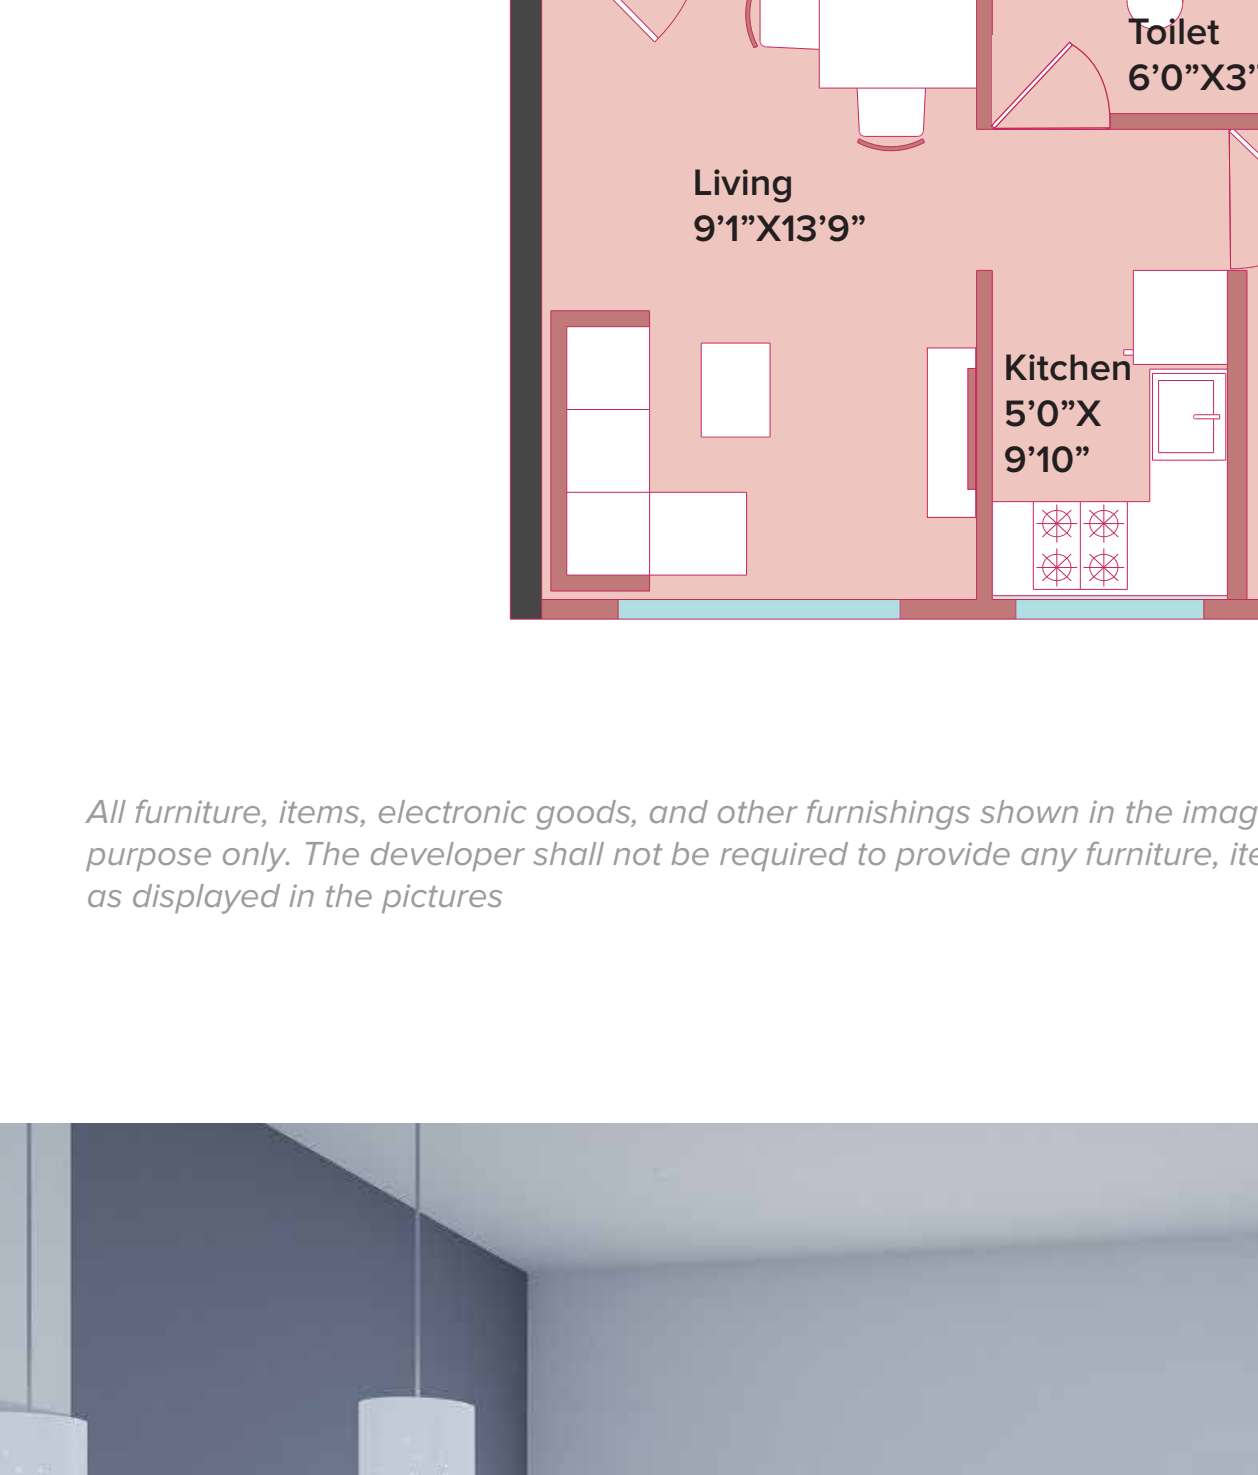 Toilet
6’0”X3’
Living
9’1”X13’9”
Kitchen
5’0”X
9’10”
All furniture, items, electronic goods, and other furnishings shown in the
purpose only. The developer shall not be required to provide any furniture,
as displayed in the pictures